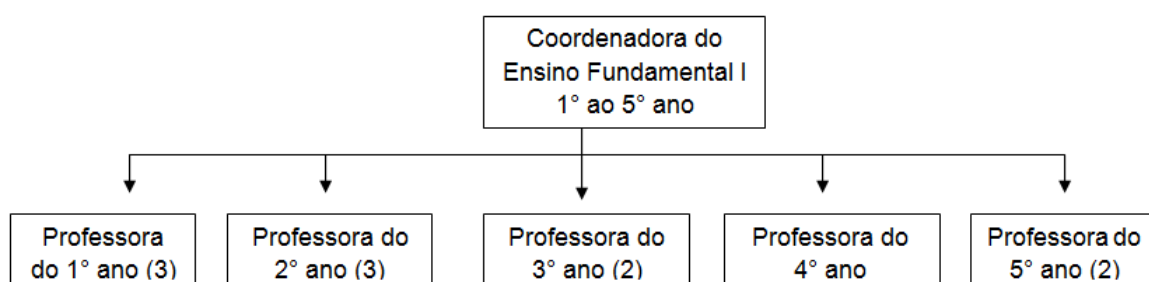 Coordenadora do
Ensino Fundamental I
1° ao 5° ano
Professora
do 1° ano (3)
Professora do
2° ano (3)
Professora do
3° ano (2)
Professora do
4° ano
Professora do
5° ano (2)